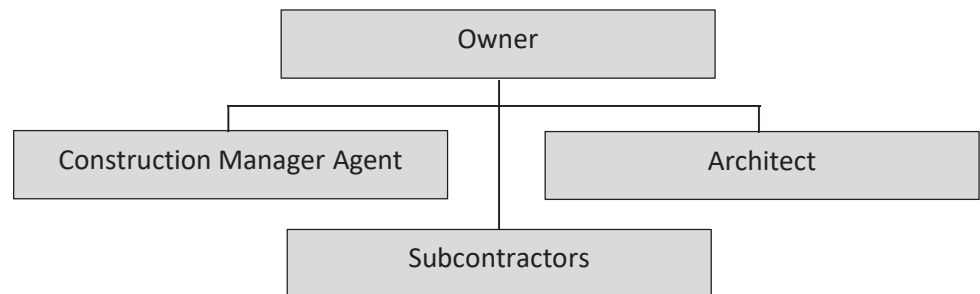 Owner
Construction Manager Agent
Architect
Subcontractors